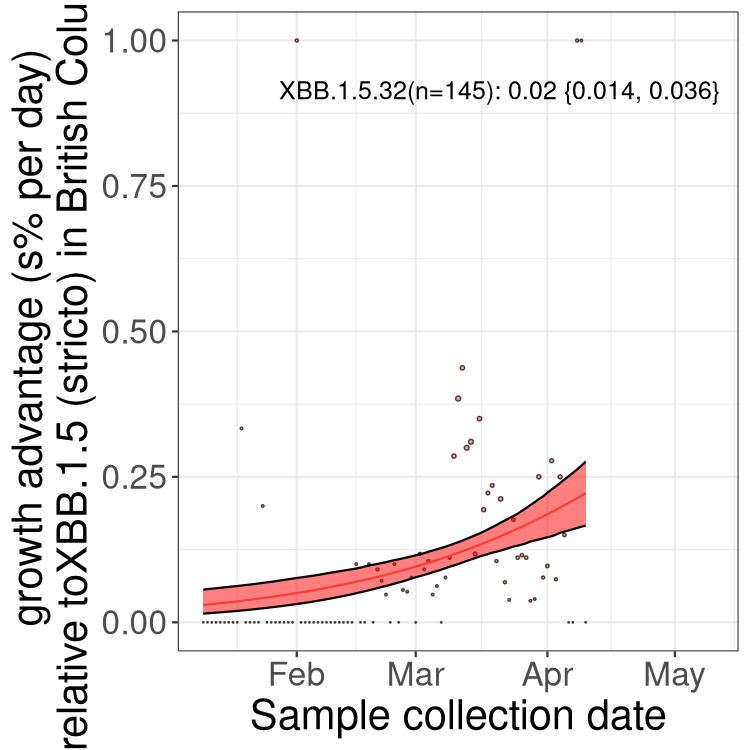 growth advantage (s% per day)
relative toXBB.1.5 (stricto) in British Colu
1.00
0.75
0.50
0.25
0.00
XBB.1.5.32(n=145): 0.02 {0.014, 0.036}
Feb Mar Apr May
Sample collection date